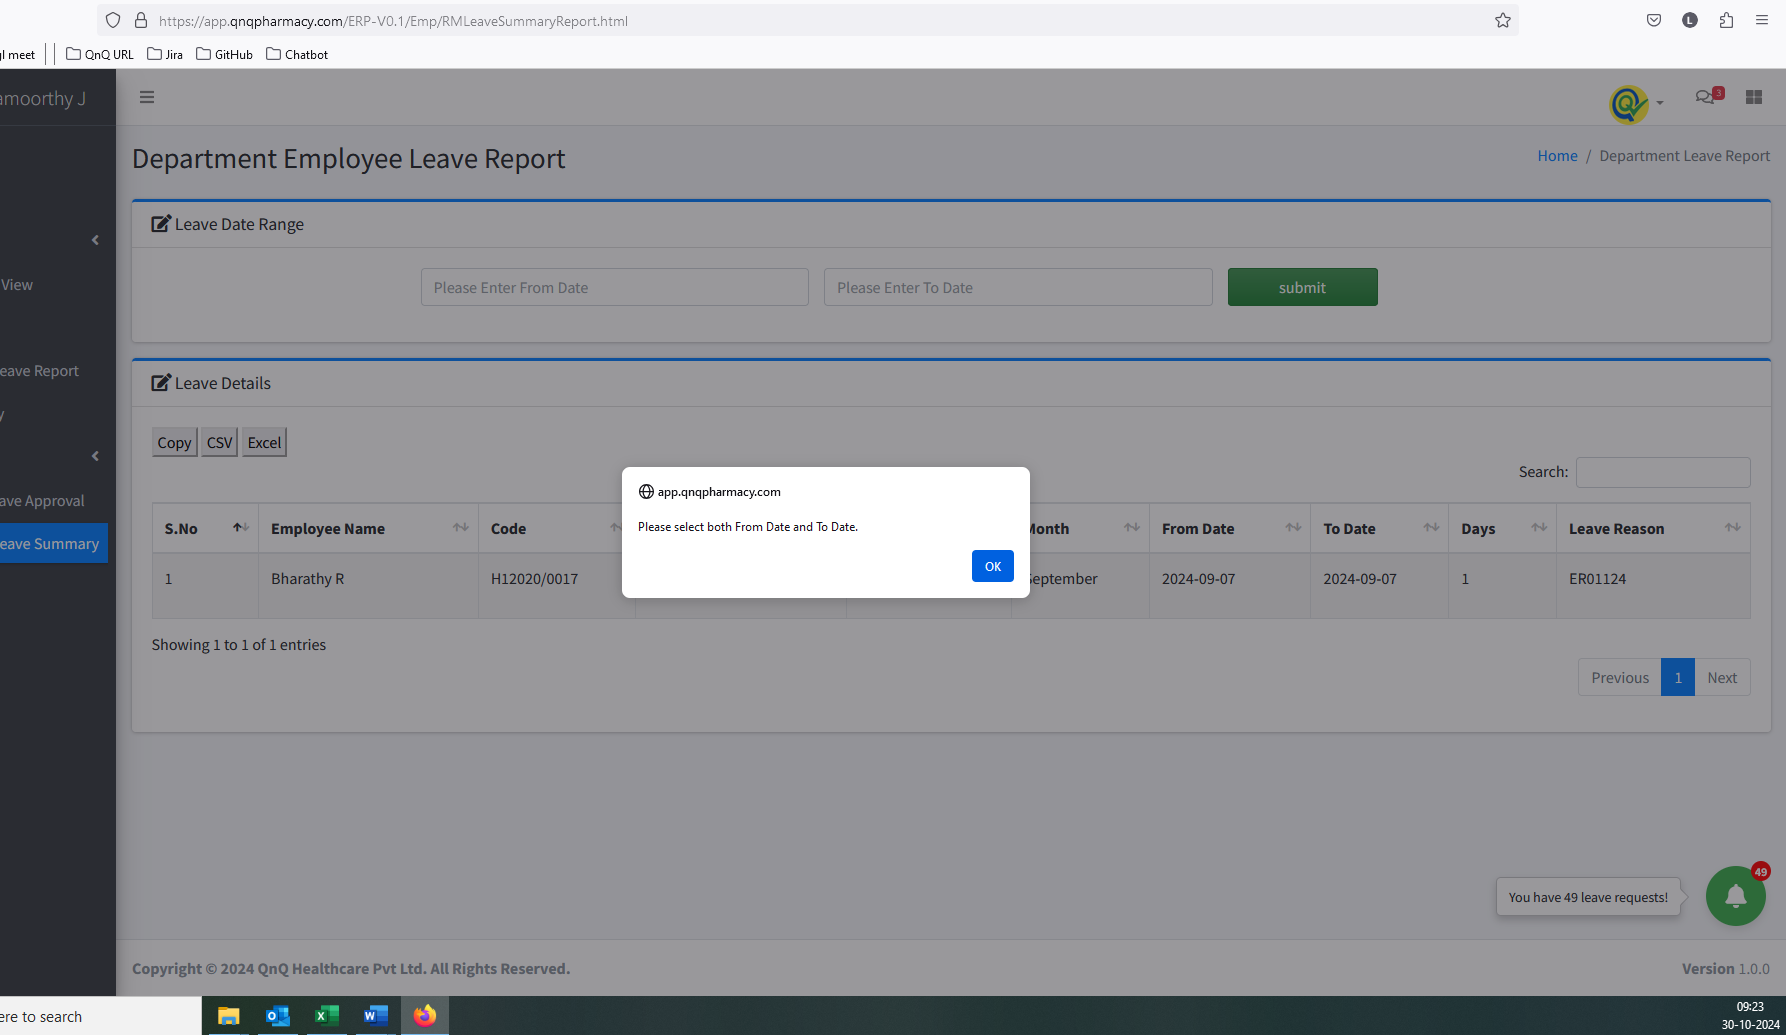 https://app.qnqpharmacy.com/ERP-V0.1/Emp/RMLeaveSummaryReport.html
L
meet
QnQ URL
Jira
GitHub
Chatbot
amoorthy J
3
Department Employee Leave Report
Home / Department Leave Report
Leave Date Range
View
Please Enter From Date
Please Enter To Date
submit
eave Report
Leave Details
y
Copy
CSV
Excel
Search:
ave Approval
eave Summary
app.qnqpharmacy.com
Please select both From Date and To Date.
OK
S.No Employee Name Code Month From Date To Date Days Leave Reason
1 Bharathy R H12020/0017 September 2024-09-07 2024-09-07 1 ER01124
Showing 1 to 1 of 1 entries
Previous 1 Next
You have 49 leave requests!
49
Copyright © 2024 QnQ Healthcare Pvt Ltd. All Rights Reserved.
Version 1.0.0
ere to search
09:23
30-10-2024